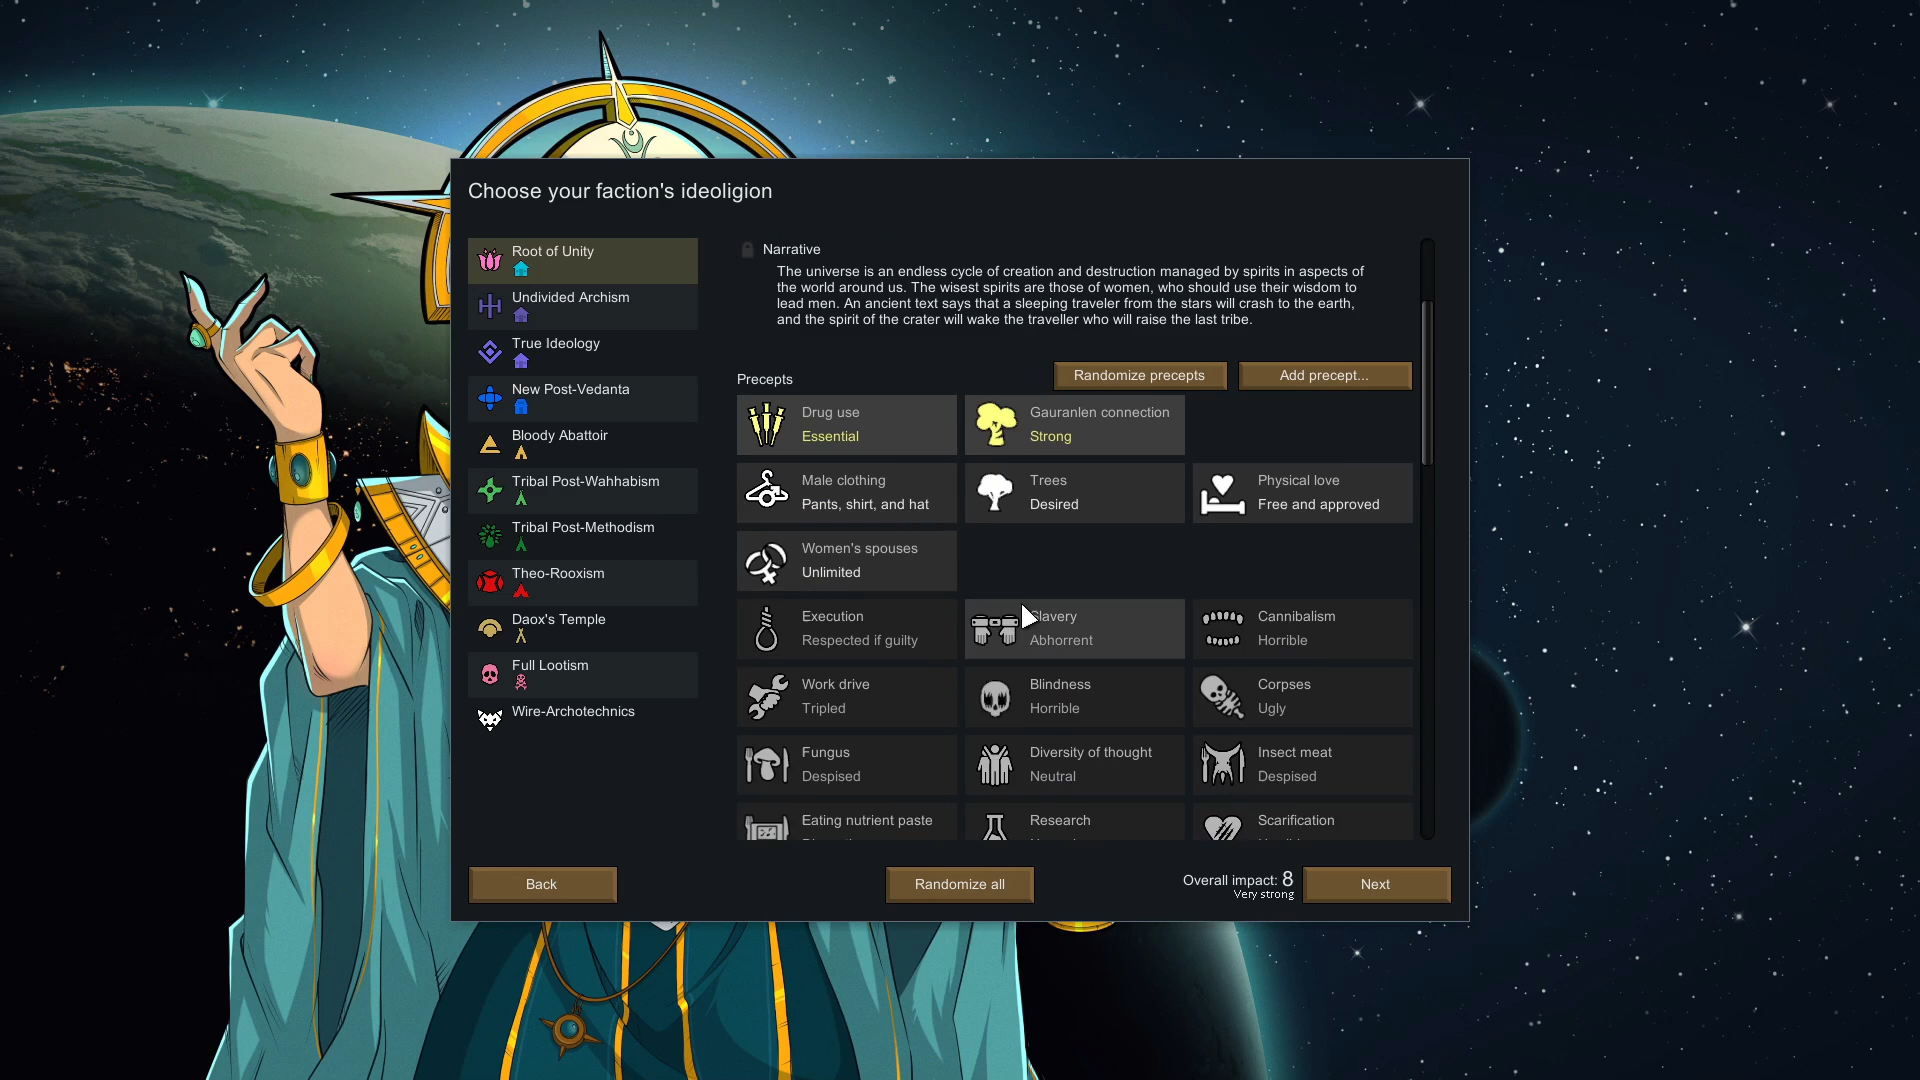 Choose your faction's ideoligion
Root of Unity
Undivided Archism
True Ideology
New Post-Vedanta
Bloody Abattoir
Tribal Post-Wahhabism
Tribal Post-Methodism
Theo-Rooxism
Daox's Temple
Full Lootism
Wire-Archotechnics
Narrative
The universe is an endless cycle of creation and destruction managed by spirits in aspects of
the world around us. The wisest spirits are those of women, who should use their wisdom to
lead men. An ancient text says that a sleeping traveler from the stars will crash to the earth,
and the spirit of the crater will wake the traveller who will raise the last tribe.
Precepts
Randomize precepts
Add precept...
Drug use
Essential
Gauranlen connection
Strong
Male clothing
Pants, shirt, and hat
Trees
Desired
Physical love
Free and approved
Women's spouses
Unlimited
Execution
Respected if guilty
Slavery
Abhorrent
Cannibalism
Horrible
Work drive
Tripled
Blindness
Horrible
Corpses
Ugly
Fungus
Despised
Diversity of thought
Neutral
Insect meat
Despised
Eating nutrient paste
Research
Scarification
Back
Randomize all
Overall impact: 8
Very strong
Next